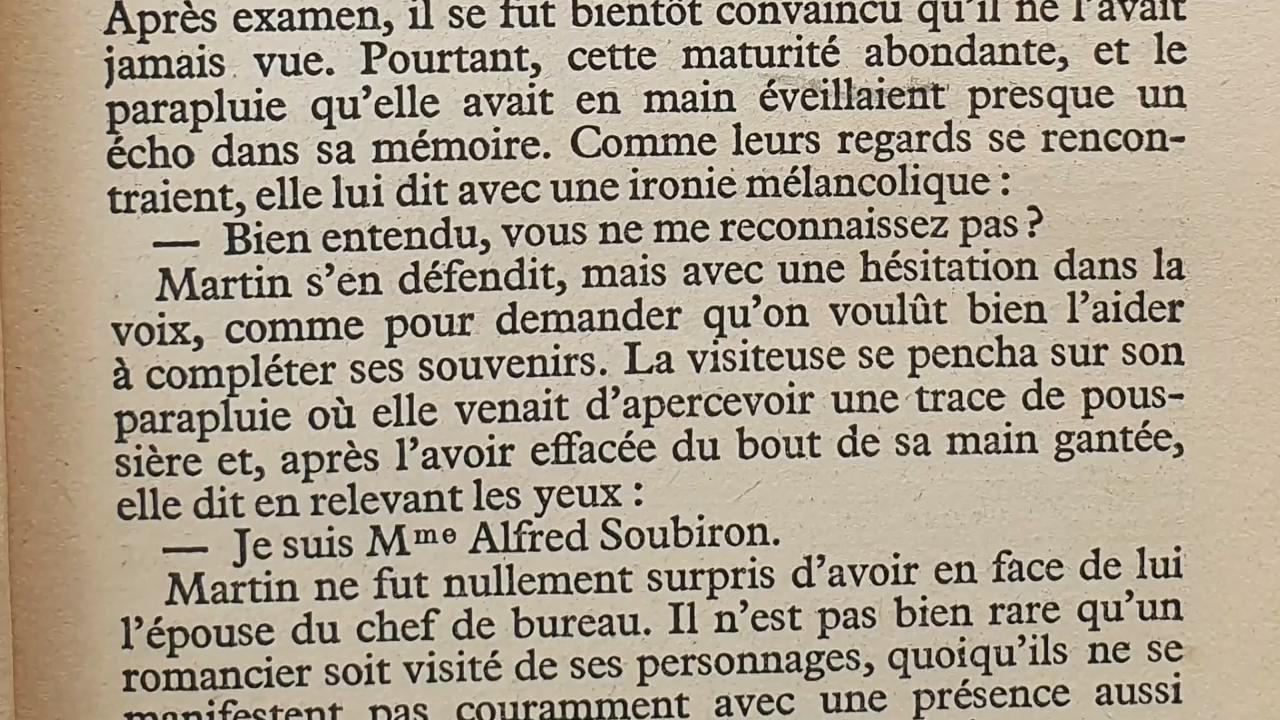 Après examen, il se fut bientôt convaincu qu'il ne l'avait
jamais vue. Pourtant, cette maturité abondante, et le
parapluie qu'elle avait en main éveillaient presque un
écho dans sa mémoire. Comme leurs regards se rencon-
traient, elle lui dit avec une ironie mélancolique :
— Bien entendu, vous ne me reconnaissez pas ?
Martin s'en défendit, mais avec une hésitation dans la
voix, comme pour demander qu'on voulût bien l'aider
à compléter ses souvenirs. La visiteuse se pencha sur son
parapluie où elle venait d'apercevoir une trace de pous-
sière et, après l'avoir effacée du bout de sa main gantée,
elle dit en relevant les yeux :
— Je suis Mme Alfred Soubiron.
Martin ne fut nullement surpris d'avoir en face de lui
l'épouse du chef de bureau. Il n'est pas bien rare qu'un
romancier soit visité de ses personnages, quoiqu'ils ne se
manifestent pas couramment avec une présence aussi